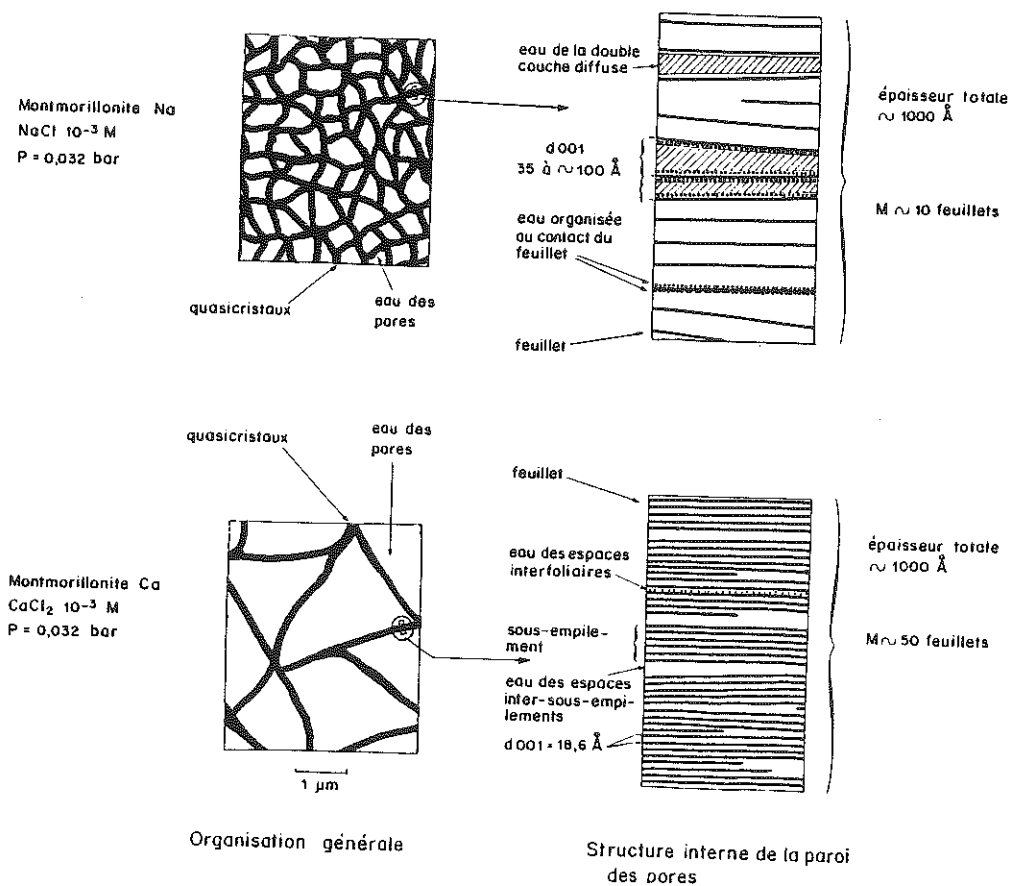 Montmorillonite Na
NaCl 10⁻³ M
P = 0,032 bar
quasicristaux
eau des
pores
eau de la double
couche diffuse
d001
35 à ~ 100 Å
eau organisée
au contact du
feuillet
feuillet
épaisseur totale
~ 1000 Å
M ~ 10 feuillets
Montmorillonite Ca
CaCl₂ 10⁻³ M
P = 0,032 bar
quasicristaux
eau des
pores
1 µm
feuillet
eau des espaces
interfoliaires
sous-empile-
ment
eau des espaces
inter-sous-empi-
lements
d001 = 18,6 Å
épaisseur totale
~ 1000 Å
M ~ 50 feuillets
Organisation générale
Structure interne de la paroi
des pores